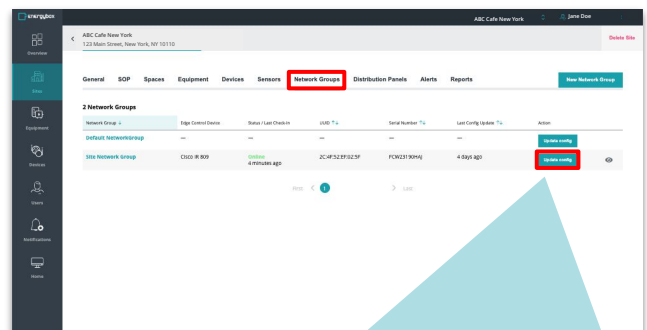 energybox
ABC Cafe New York
Jane Doe
ABC Cafe New York
123 Main Street, New York, NY 10110
Delete Site
Overview
Sites
Equipment
Devices
Users
Notifications
Home
General SOP Spaces Equipment Devices Sensors Network Groups Distribution Panels Alerts Reports
New Network Group
2 Network Groups
Network Group Edge Control Device Status / Last Check-in UUID Serial Number Last Config Update Action
Default NetworkGroup — — — — — Update config
Site Network Group Cisco IR 809 4 minutes ago 2C:4F:52:EF:02:5F FCW23190HAJ 4 days ago Update config
First 1 Last